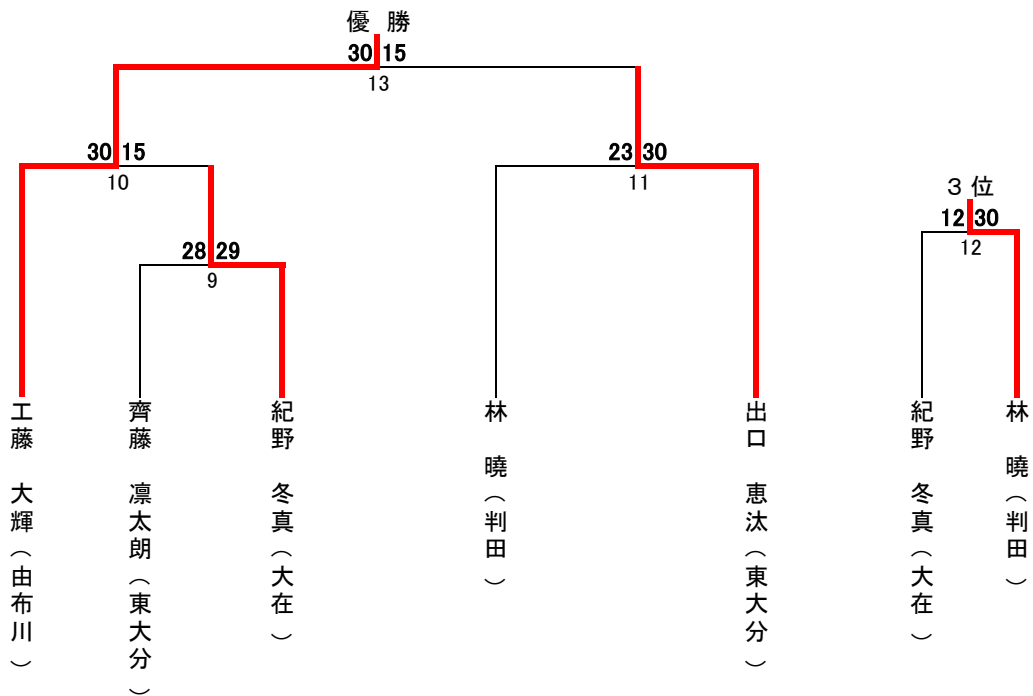 優 勝
30 15
13
30 15
10
23 30
11
3 位
12 30
12
28 29
9
工藤 大輝(由布川)
齊藤 凛太朗(東大分)
紀野 冬真(大在)
林 曉(判田)
出口 恵汰(東大分)
紀野 冬真(大在)
林 曉(判田)